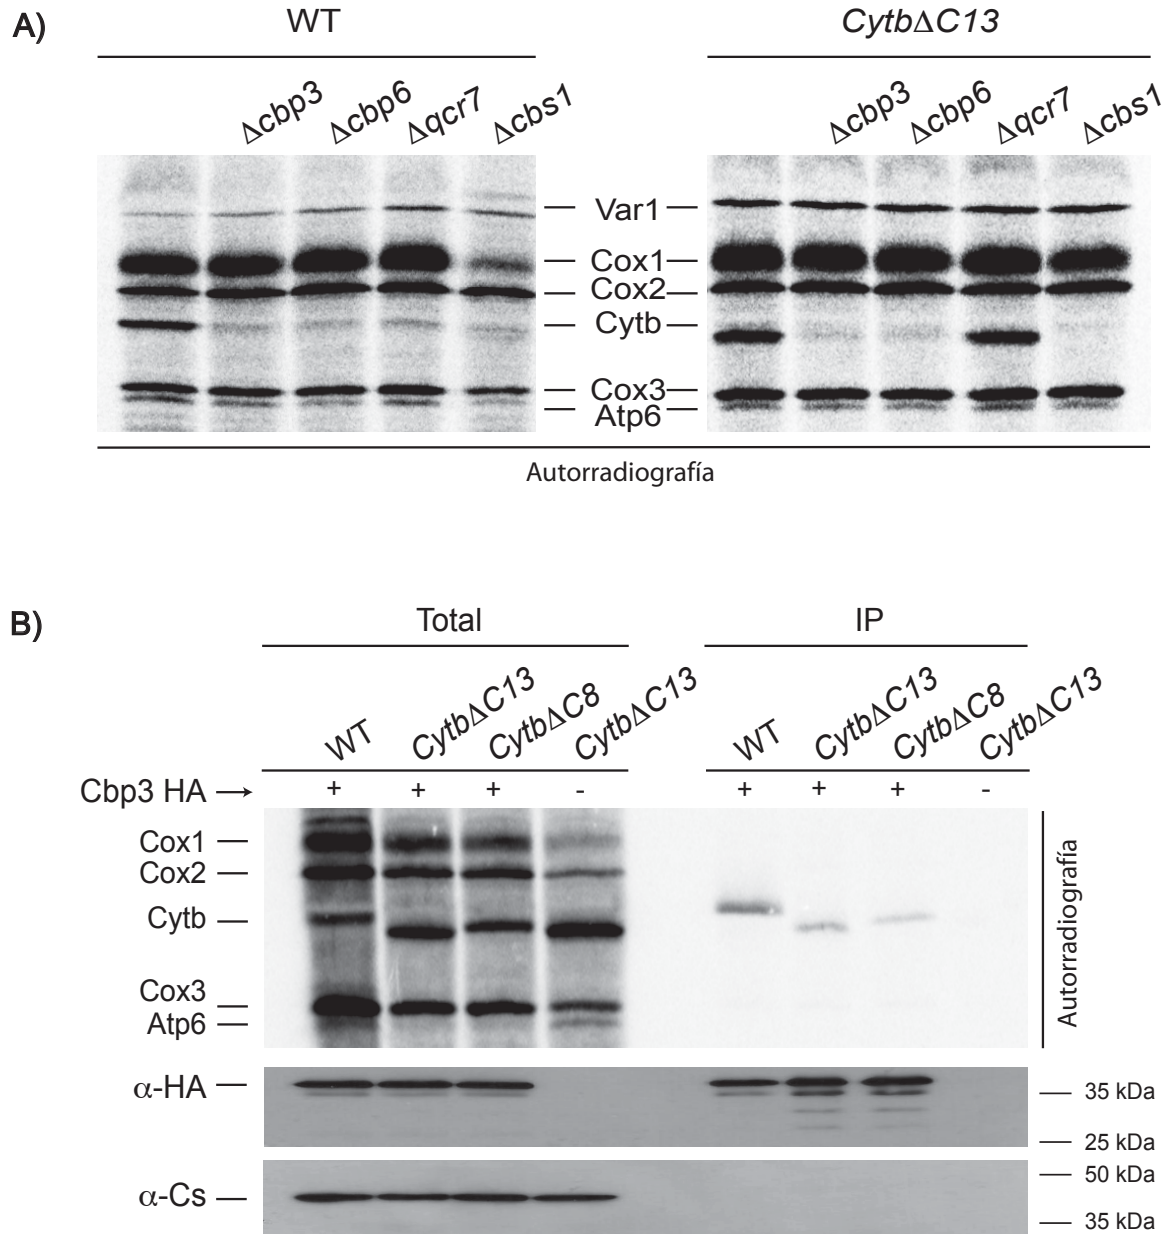 A)
WT
CytbΔC13
Δcbp3 Δcbp6 Δqcr7 Δcbs1
Δcbp3 Δcbp6 Δqcr7 Δcbs1
Var1
Cox1
Cox2
Cytb
Cox3
Atp6
Autorradiografía
B)
Total
IP
WT CytbΔC13 CytbΔC8 CytbΔC13
WT CytbΔC13 CytbΔC8 CytbΔC13
Cbp3 HA → + + + - + + + -
Cox1
Cox2
Cytb
Cox3
Atp6
Autorradiografía
α-HA
35 kDa
25 kDa
50 kDa
α-Cs
35 kDa